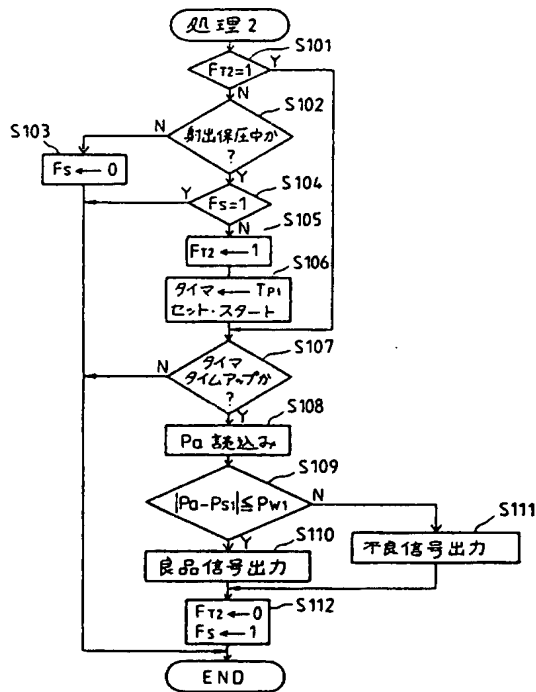 処理2
S101
FT2=1
Y
N
S102
射出保圧中か
?
N
S103
Fs ← 0
Y
S104
Fs=1
Y
N
S105
FT2 ← 1
S106
タイマ ← TP1
セット・スタート
S107
タイマ
タイムアップか
?
N
Y
S108
Pa 読込み
S109
|Pa-Ps1|≦Pw1
N
Y
S110
良品信号出力
S111
不良信号出力
S112
FT2 ← 0
Fs ← 1
END